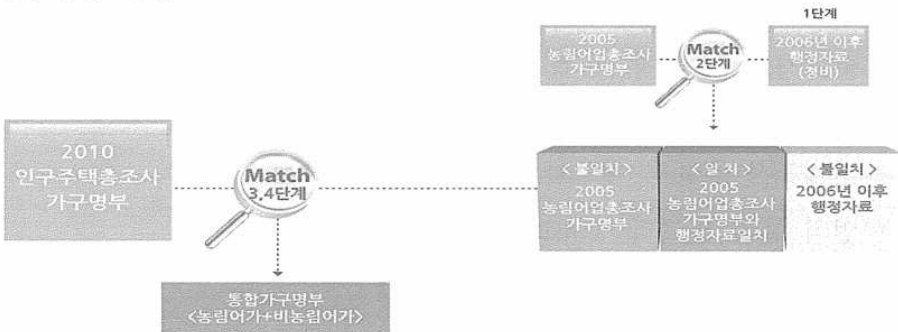 1단계
2005
농림어업총조사
가구명부
Match
2단계
2006년 이후
행정자료
(정비)
2010
인구주택총조사
가구명부
Match
3,4단계
<불일치>
2005
농림어업총조사
가구명부
<일치>
2005
농림어업총조사
가구명부와
행정자료일치
<불일치>
2006년 이후
행정자료
통합가구명부
<농림어가+비농림어가>